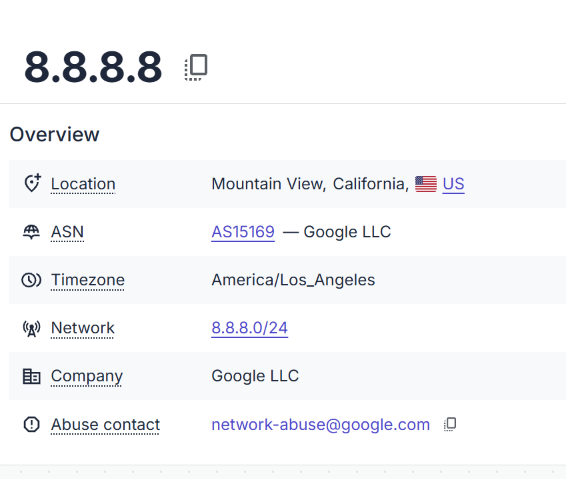 8.8.8.8
Overview
Location Mountain View, California, US
ASN AS15169 — Google LLC
Timezone America/Los_Angeles
Network 8.8.8.0/24
Company Google LLC
Abuse contact network-abuse@google.com